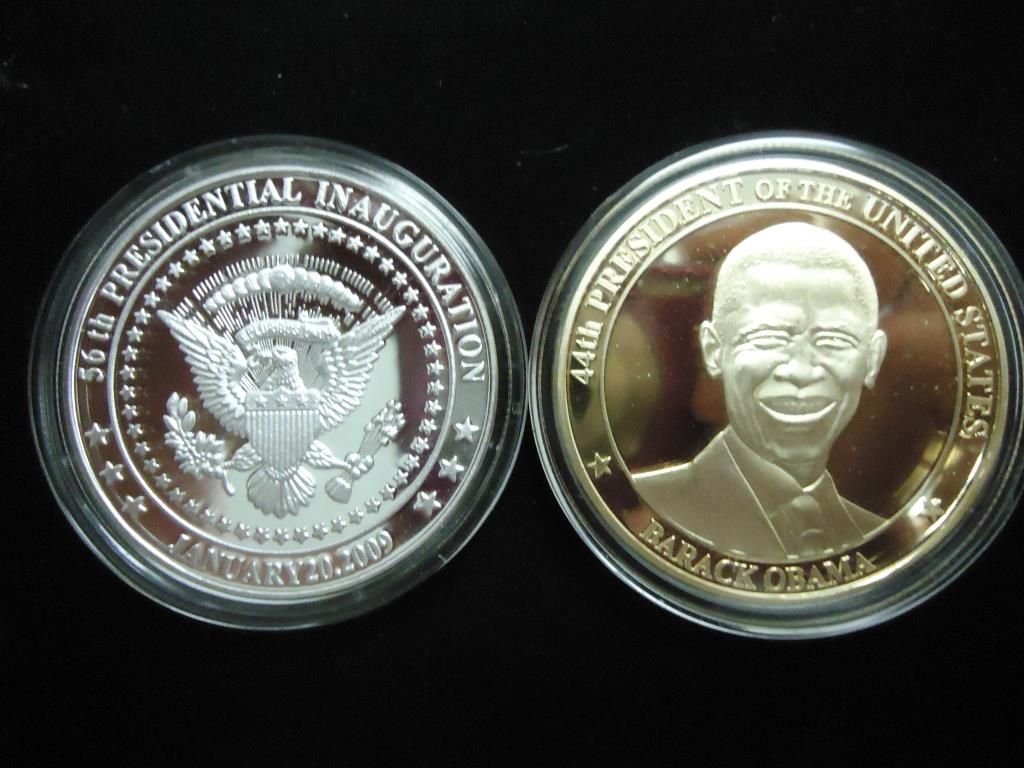 56th PRESIDENTIAL INAUGURATION
JANUARY 20.2009
44th PRESIDENT OF THE UNITED STATES
BARACK OBAMA